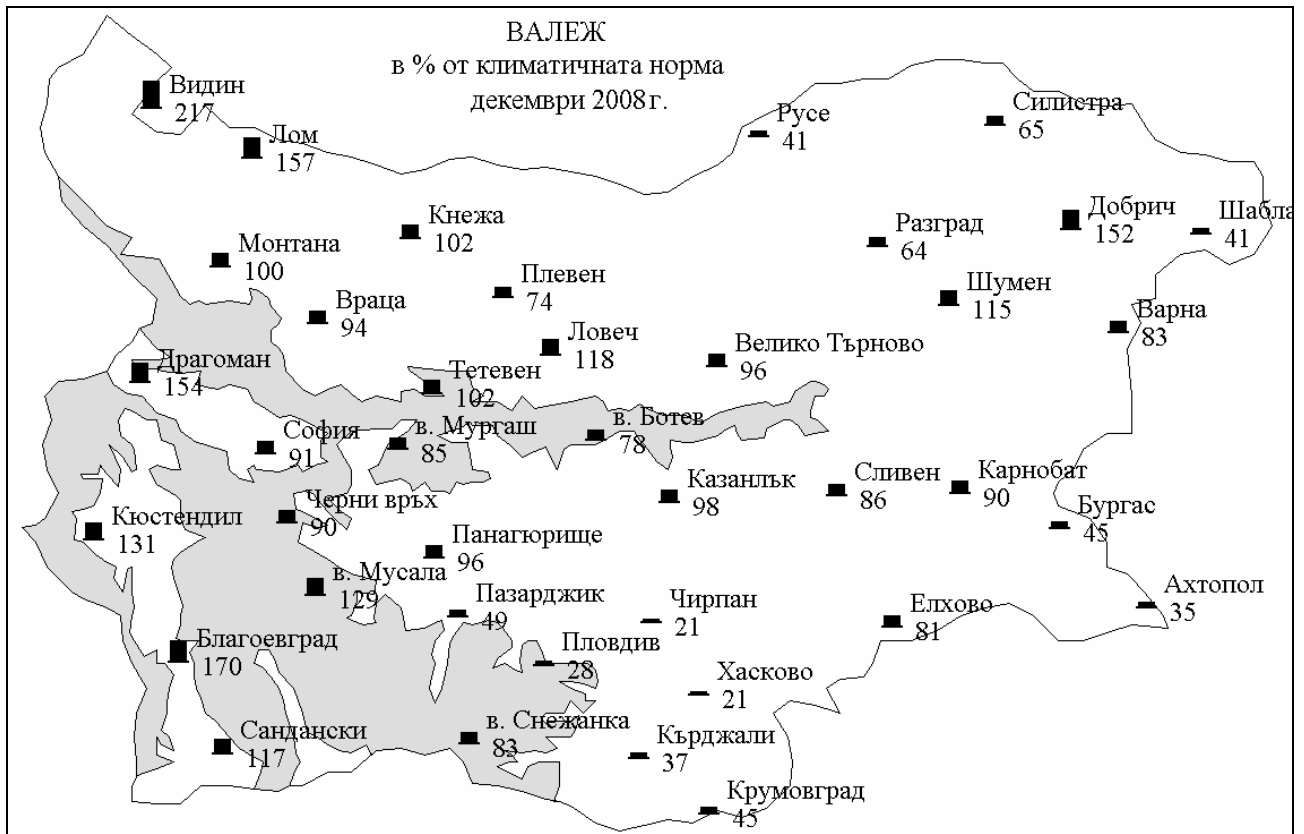 ВАЛЕЖ
в % от климатичната норма
декември 2008 г.
Видин
217
Лом
157
Русе
41
Силистра
65
Кнежа
102
Монтана
100
Плевен
74
Враца
94
Ловеч
118
Разград
64
Добрич
152
Шабла
41
Шумен
115
Варна
83
Велико Търново
96
Драгоман
154
Тетевен
102
София
91
в. Мургаш
85
в. Ботев
78
Казанлък
98
Сливен
86
Карнобат
90
Бургас
45
Черни връх
90
Кюстендил
131
Панагюрище
96
в. Мусала
129
Пазарджик
49
Чирпан
21
Елхово
81
Ахтопол
35
Благоевград
170
Пловдив
28
Хасково
21
Сандански
117
в. Снежанка
83
Кърджали
37
Крумовград
45